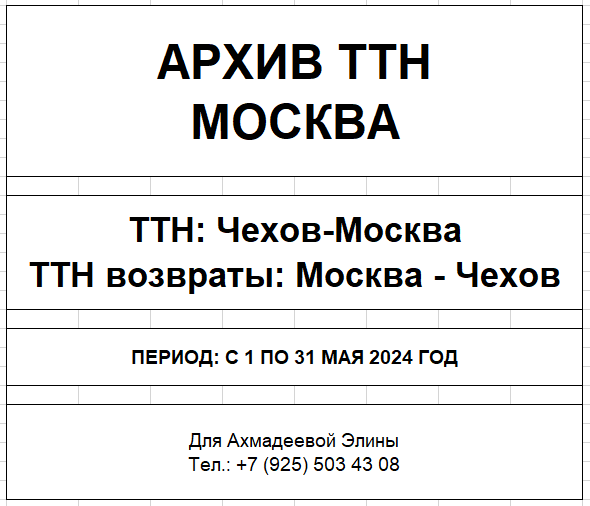 АРХИВ ТТН
МОСКВА
ТТН: Чехов-Москва
ТТН возвраты: Москва - Чехов
ПЕРИОД: С 1 ПО 31 МАЯ 2024 ГОД
Для Ахмадеевой Элины
Тел.: +7 (925) 503 43 08